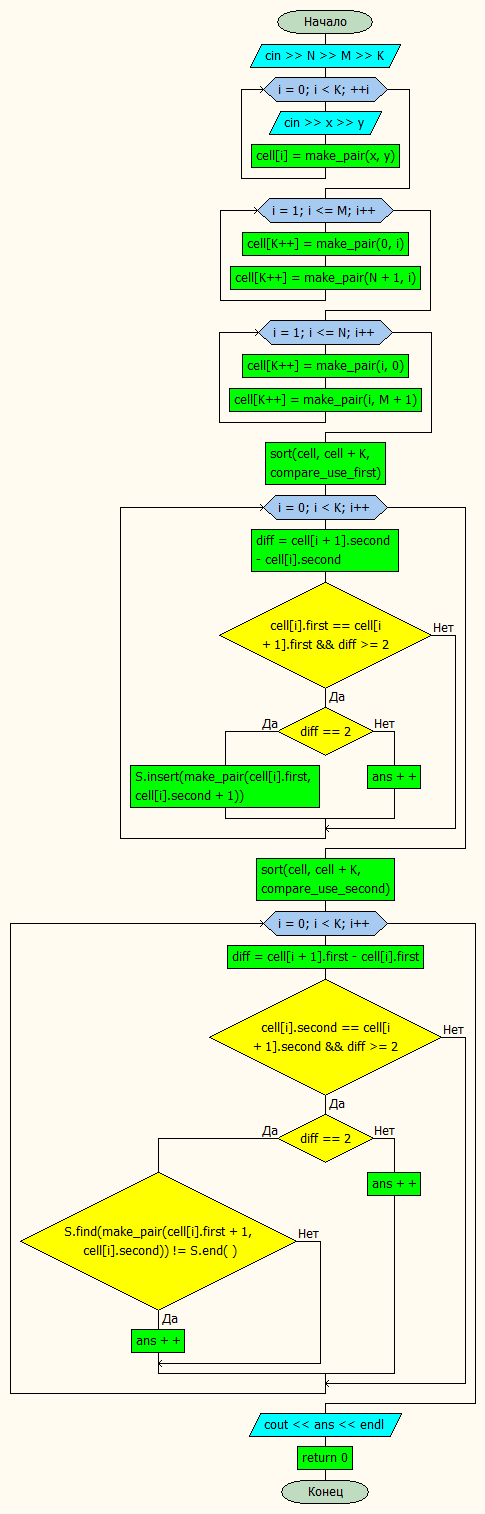 Начало
cin >> N >> M >> K
i = 0; i < K; ++i
cin >> x >> y
cell[i] = make_pair(x, y)
i = 1; i <= M; i++
cell[K++] = make_pair(0, i)
cell[K++] = make_pair(N + 1, i)
i = 1; i <= N; i++
cell[K++] = make_pair(i, 0)
cell[K++] = make_pair(i, M + 1)
sort(cell, cell + K,
compare_use_first)
i = 0; i < K; i++
diff = cell[i + 1].second
- cell[i].second
cell[i].first == cell[i
+ 1].first && diff >= 2
Нет
Да
diff == 2
Да
Нет
S.insert(make_pair(cell[i].first,
cell[i].second + 1))
ans + +
sort(cell, cell + K,
compare_use_second)
i = 0; i < K; i++
diff = cell[i + 1].first - cell[i].first
cell[i].second == cell[i
+ 1].second && diff >= 2
Нет
Да
diff == 2
Да
Нет
ans + +
S.find(make_pair(cell[i].first + 1,
cell[i].second)) != S.end( )
Нет
Да
ans + +
cout << ans << endl
return 0
Конец